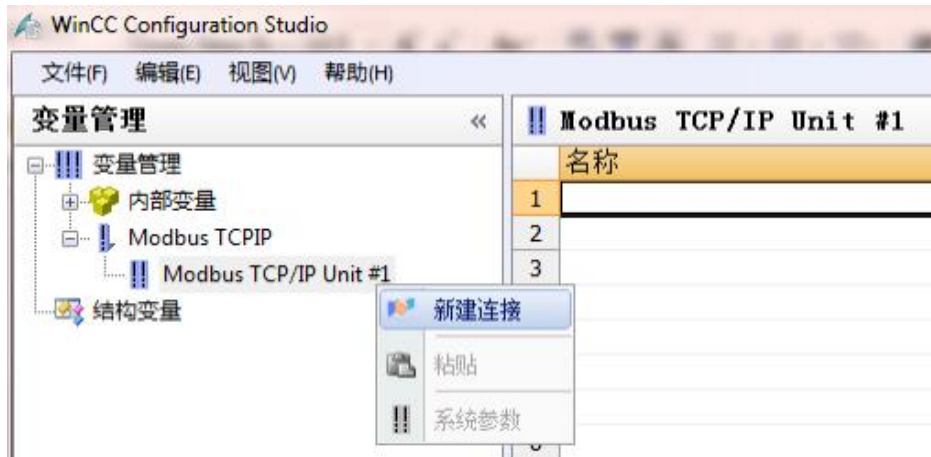 WinCC Configuration Studio
文件(F) 编辑(E) 视图(V) 帮助(H)
变量管理 «
Modbus TCP/IP Unit #1
名称
变量管理
内部变量
Modbus TCPIP
Modbus TCP/IP Unit #1
结构变量
1
2
3
新建连接
粘贴
系统参数